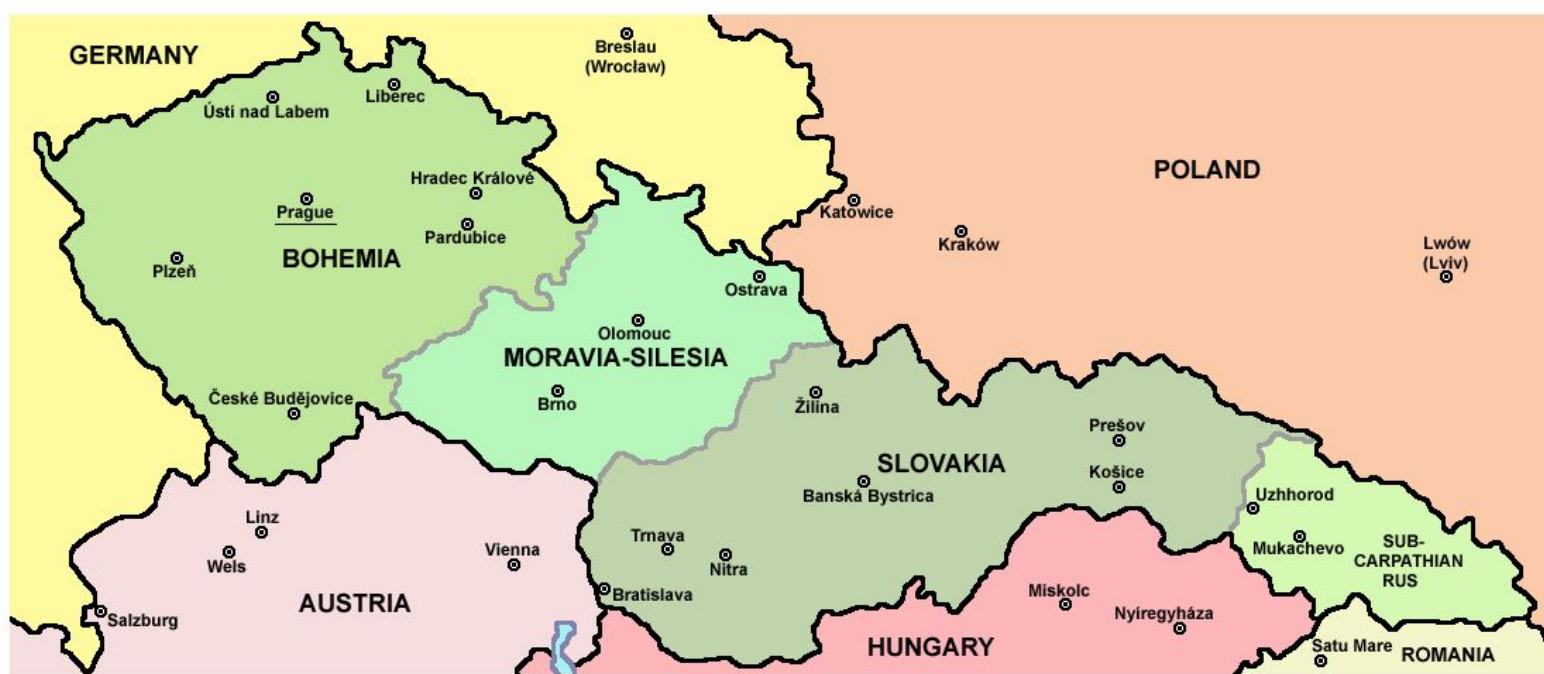 GERMANY
Breslau
(Wrocław)
Liberec
Ústí nad Labem
POLAND
Hradec Králové
Katowice
Prague
Pardubice
Kraków
Lwów
(Lviv)
BOHEMIA
Plzeň
Ostrava
Olomouc
MORAVIA-SILESIA
České Budějovice
Brno
Žilina
Prešov
SLOVAKIA
Košice
Banská Bystrica
Uzhhorod
Linz
Trnava
Vienna
Mukachevo
SUB-
CARPATHIAN
RUS
Wels
Nitra
Miskolc
Bratislava
AUSTRIA
Salzburg
Nyíregyháza
HUNGARY
Satu Mare
ROMANIA